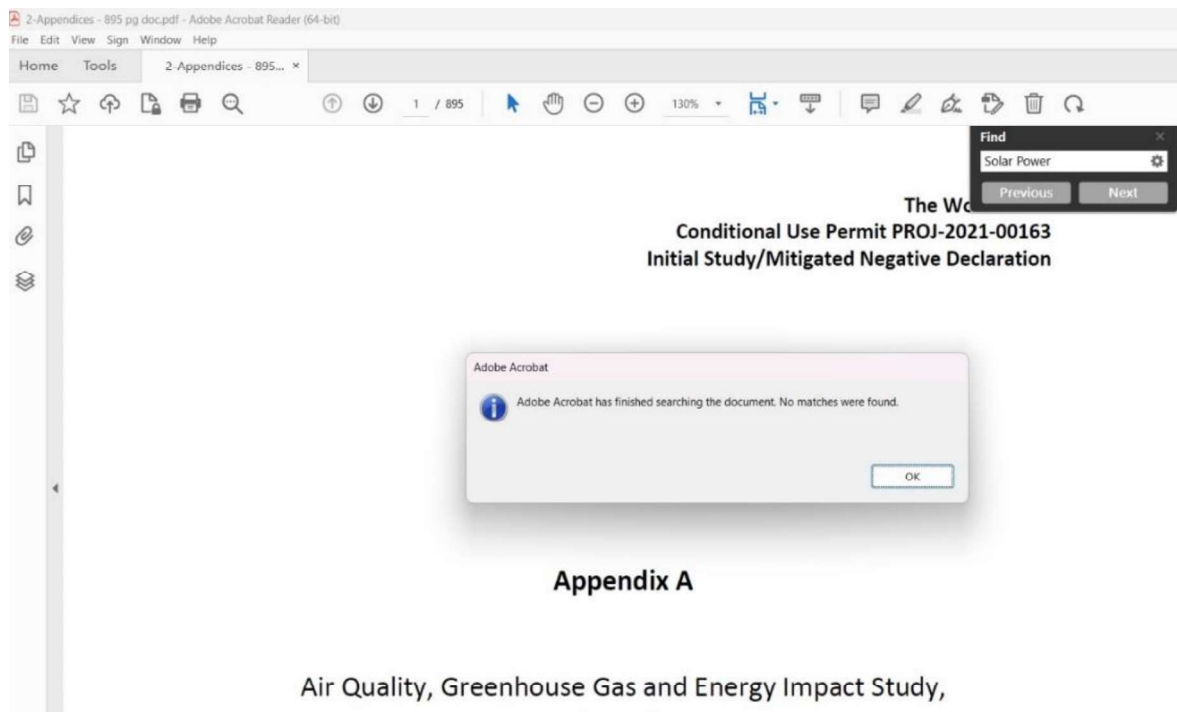 2-Appendices - 895 pg doc.pdf - Adobe Acrobat Reader (64-bit)
File Edit View Sign Window Help
Home Tools 2-Appendices - 895... ×
1 / 895 130%
Find
Solar Power
Previous Next
The Wo
Conditional Use Permit PROJ-2021-00163
Initial Study/Mitigated Negative Declaration
Adobe Acrobat
Adobe Acrobat has finished searching the document. No matches were found.
OK
Appendix A
Air Quality, Greenhouse Gas and Energy Impact Study,